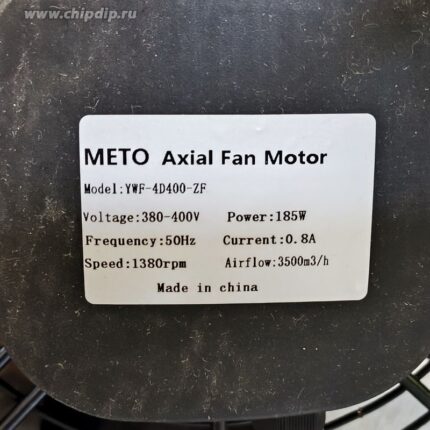 www.chipdip.ru
METO Axial Fan Motor
Model:YWF-4D400-ZF
Voltage:380-400V Power:185W
Frequency:50Hz Current:0.8A
Speed:1380rpm Airflow:3500m3/h
Made in china